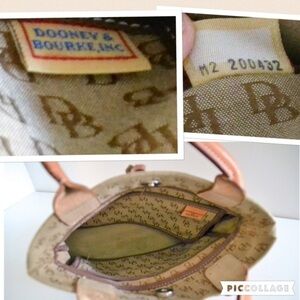 DOONEY &
BOURKE, INC
M2 200432
PICCOLLAGE